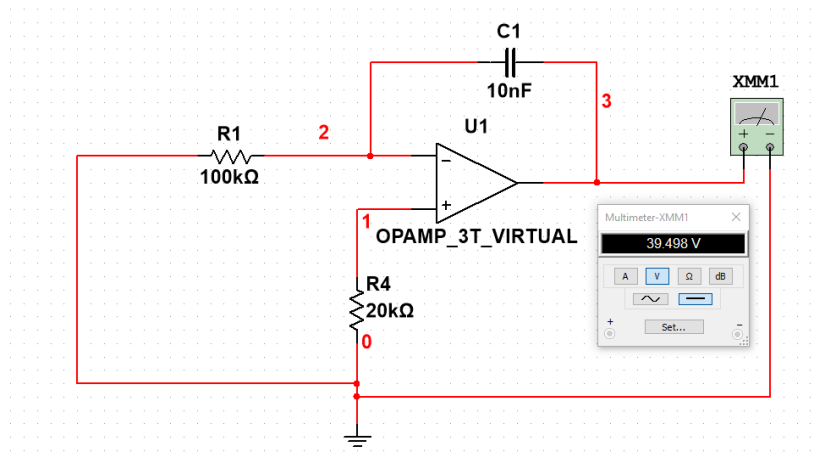 C1
10nF
XMM1
3
2
U1
R1
100kΩ
1
OPAMP_3T_VIRTUAL
R4
20kΩ
0
Multimeter-XMM1
39.498 V
A V Ω dB
Set...